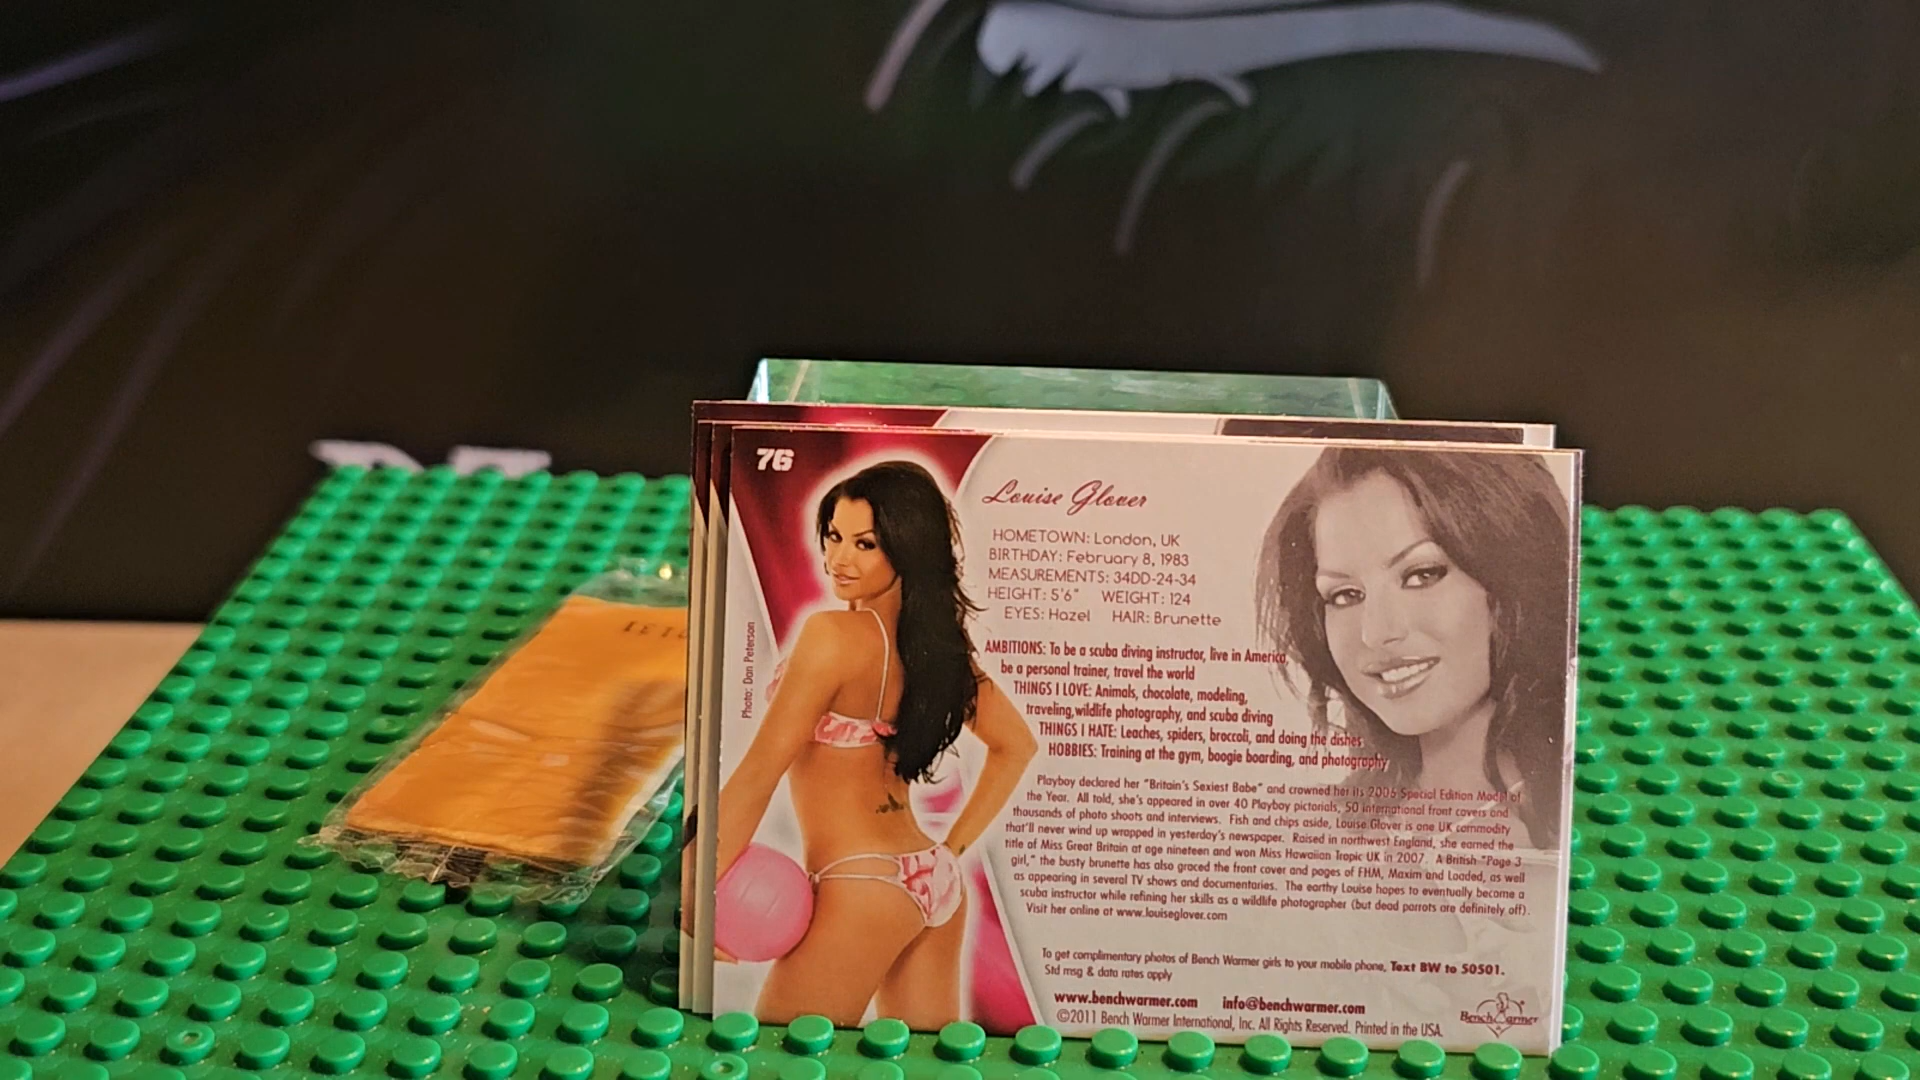 76
Louise Glover
HOMETOWN: London, UK
BIRTHDAY: February 8, 1983
MEASUREMENTS: 34DD-24-34
HEIGHT: 5'6" WEIGHT: 124
EYES: Hazel HAIR: Brunette
AMBITIONS: To be a scuba diving instructor, live in America,
be a personal trainer, travel the world
THINGS I LOVE: Animals, chocolate, modeling,
traveling, wildlife photography, and scuba diving
THINGS I HATE: Leaches, spiders, broccoli, and doing the dishes
HOBBIES: Training at the gym, boogie boarding, and photography
Photo: Dan Peterson
Playboy declared her "Britain's Sexiest Babe" and crowned her its 2006 Special Edition Model of
the Year. All told, she's appeared in over 40 Playboy pictorials, 50 international front covers and
thousands of photo shoots and interviews. Fish and chips aside, Louise Glover is one UK commodity
that'll never wind up wrapped in yesterday's newspaper. Raised in northwest England, she earned the
title of Miss Great Britain at age nineteen and won Miss Hawaiian Tropic UK in 2007. A British "Page 3
girl," the busty brunette has also graced the front cover and pages of FHM, Maxim and Loaded, as well
as appearing in several TV shows and documentaries. The earthy Louise hopes to eventually become a
scuba instructor while refining her skills as a wildlife photographer (but dead parrots are definitely off).
Visit her online at www.louiseglover.com
To get complimentary photos of Bench Warmer girls to your mobile phone, Text BW to 50501.
Std msg & data rates apply
www.benchwarmer.com info@benchwarmer.com
©2011 Bench Warmer International, Inc. All Rights Reserved. Printed in the USA.
BenchWarmer